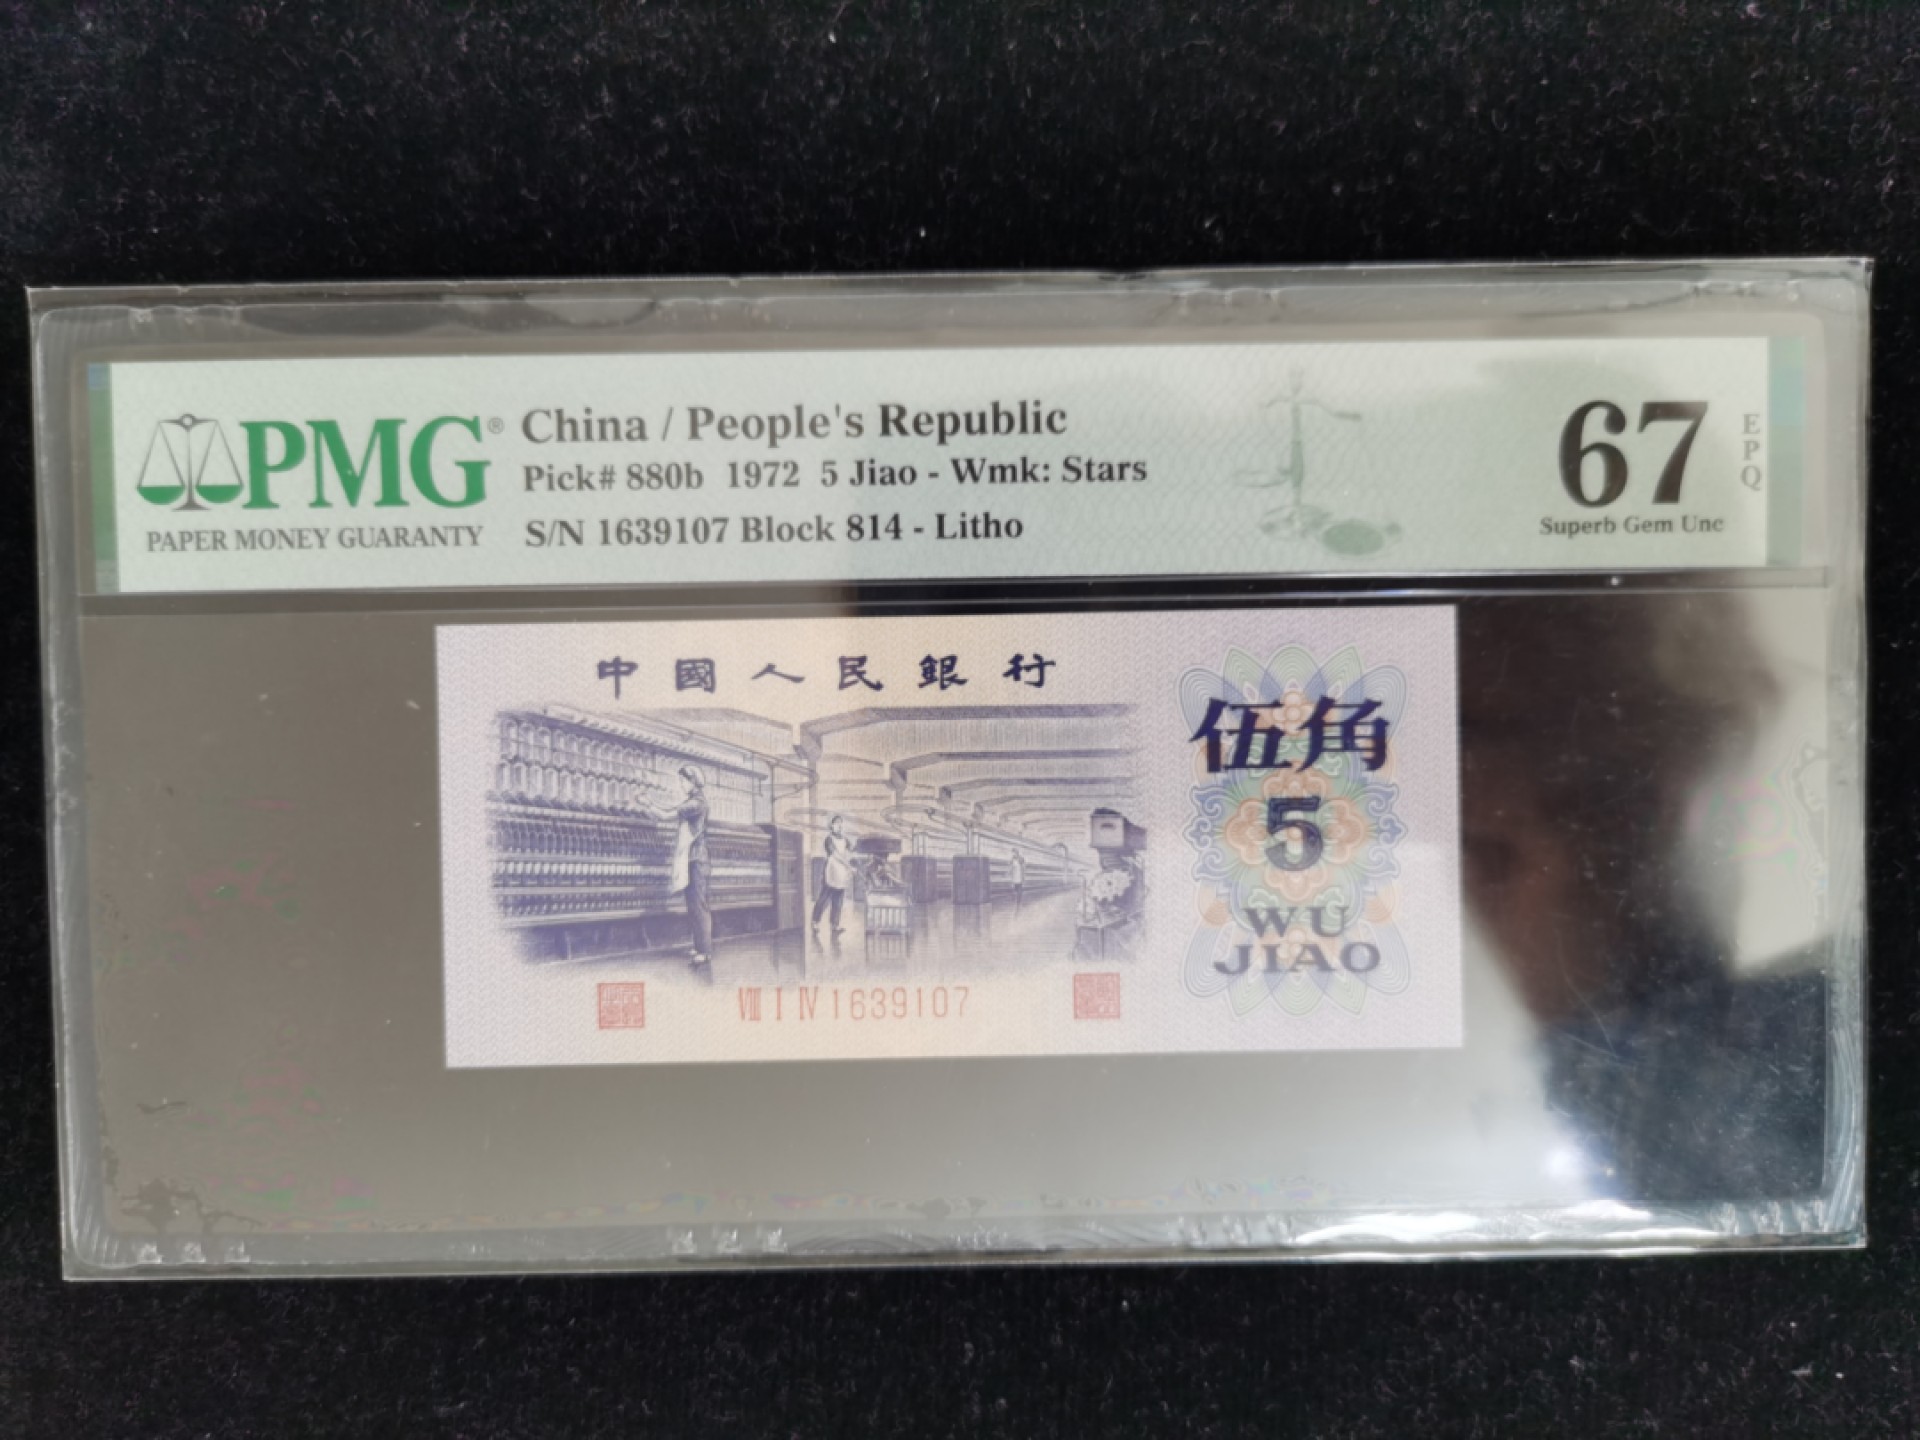 PMG®
PAPER MONEY GUARANTY
China / People's Republic
Pick# 880b 1972 5 Jiao - Wmk: Stars
S/N 1639107 Block 814 - Litho
67
EPQ
Superb Gem Unc
中國人民銀行
伍角
5
WU
JIAO
VIII I IV 1639107